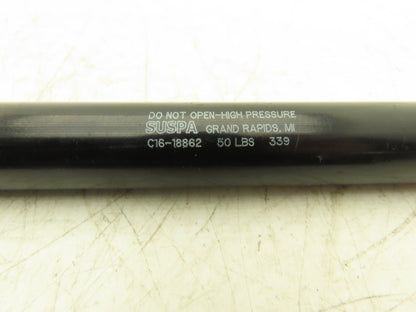 DO NOT OPEN-HIGH PRESSURE
SUSPA GRAND RAPIDS, MI
C16-18862 50 LBS 339